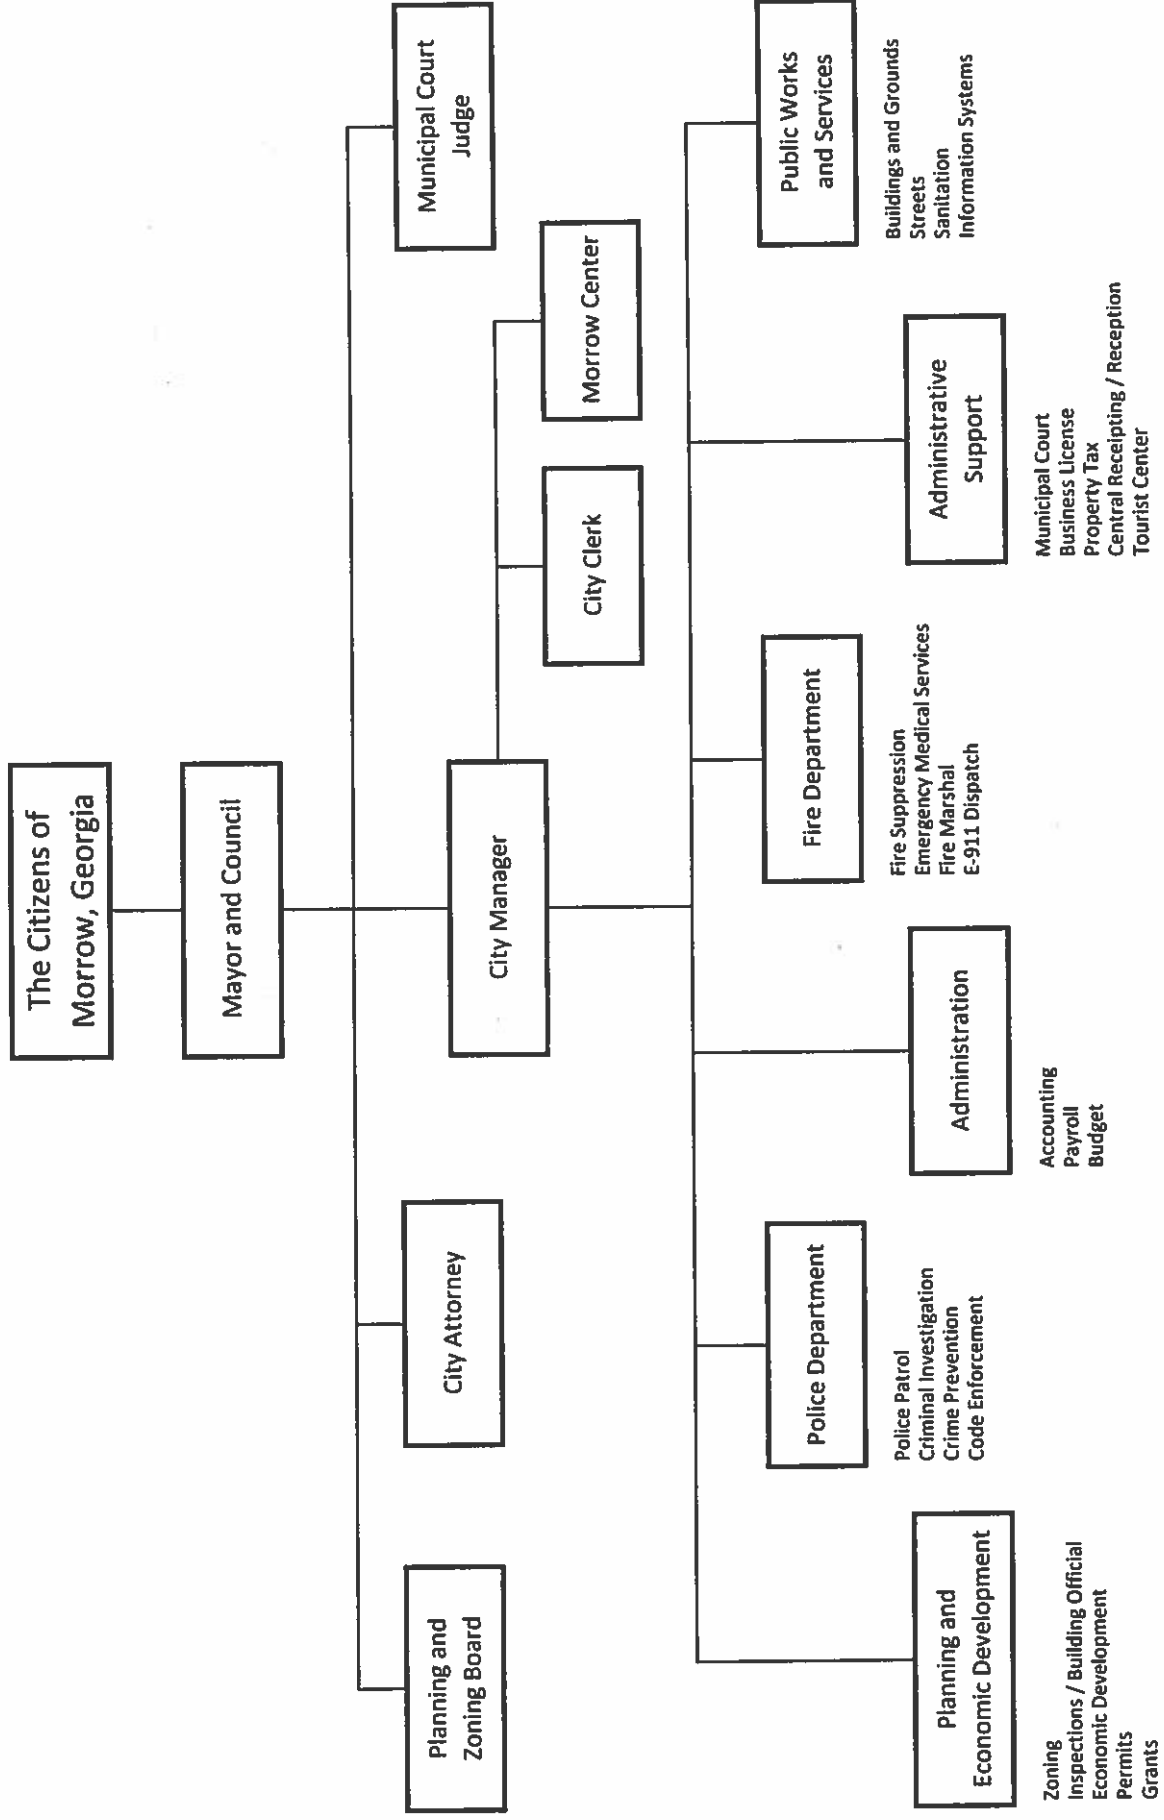 The Citizens of
Morrow, Georgia
Mayor and Council
Planning and
Zoning Board
City Attorney
City Manager
Municipal Court
Judge
City Clerk
Morrow Center
Planning and
Economic Development
Zoning
Inspections / Building Official
Economic Development
Permits
Grants
Police Department
Police Patrol
Criminal Investigation
Crime Prevention
Code Enforcement
Administration
Accounting
Payroll
Budget
Fire Department
Fire Suppression
Emergency Medical Services
Fire Marshal
E-911 Dispatch
Administrative
Support
Municipal Court
Business License
Property Tax
Central Receipting / Reception
Tourist Center
Public Works
and Services
Buildings and Grounds
Streets
Sanitation
Information Systems